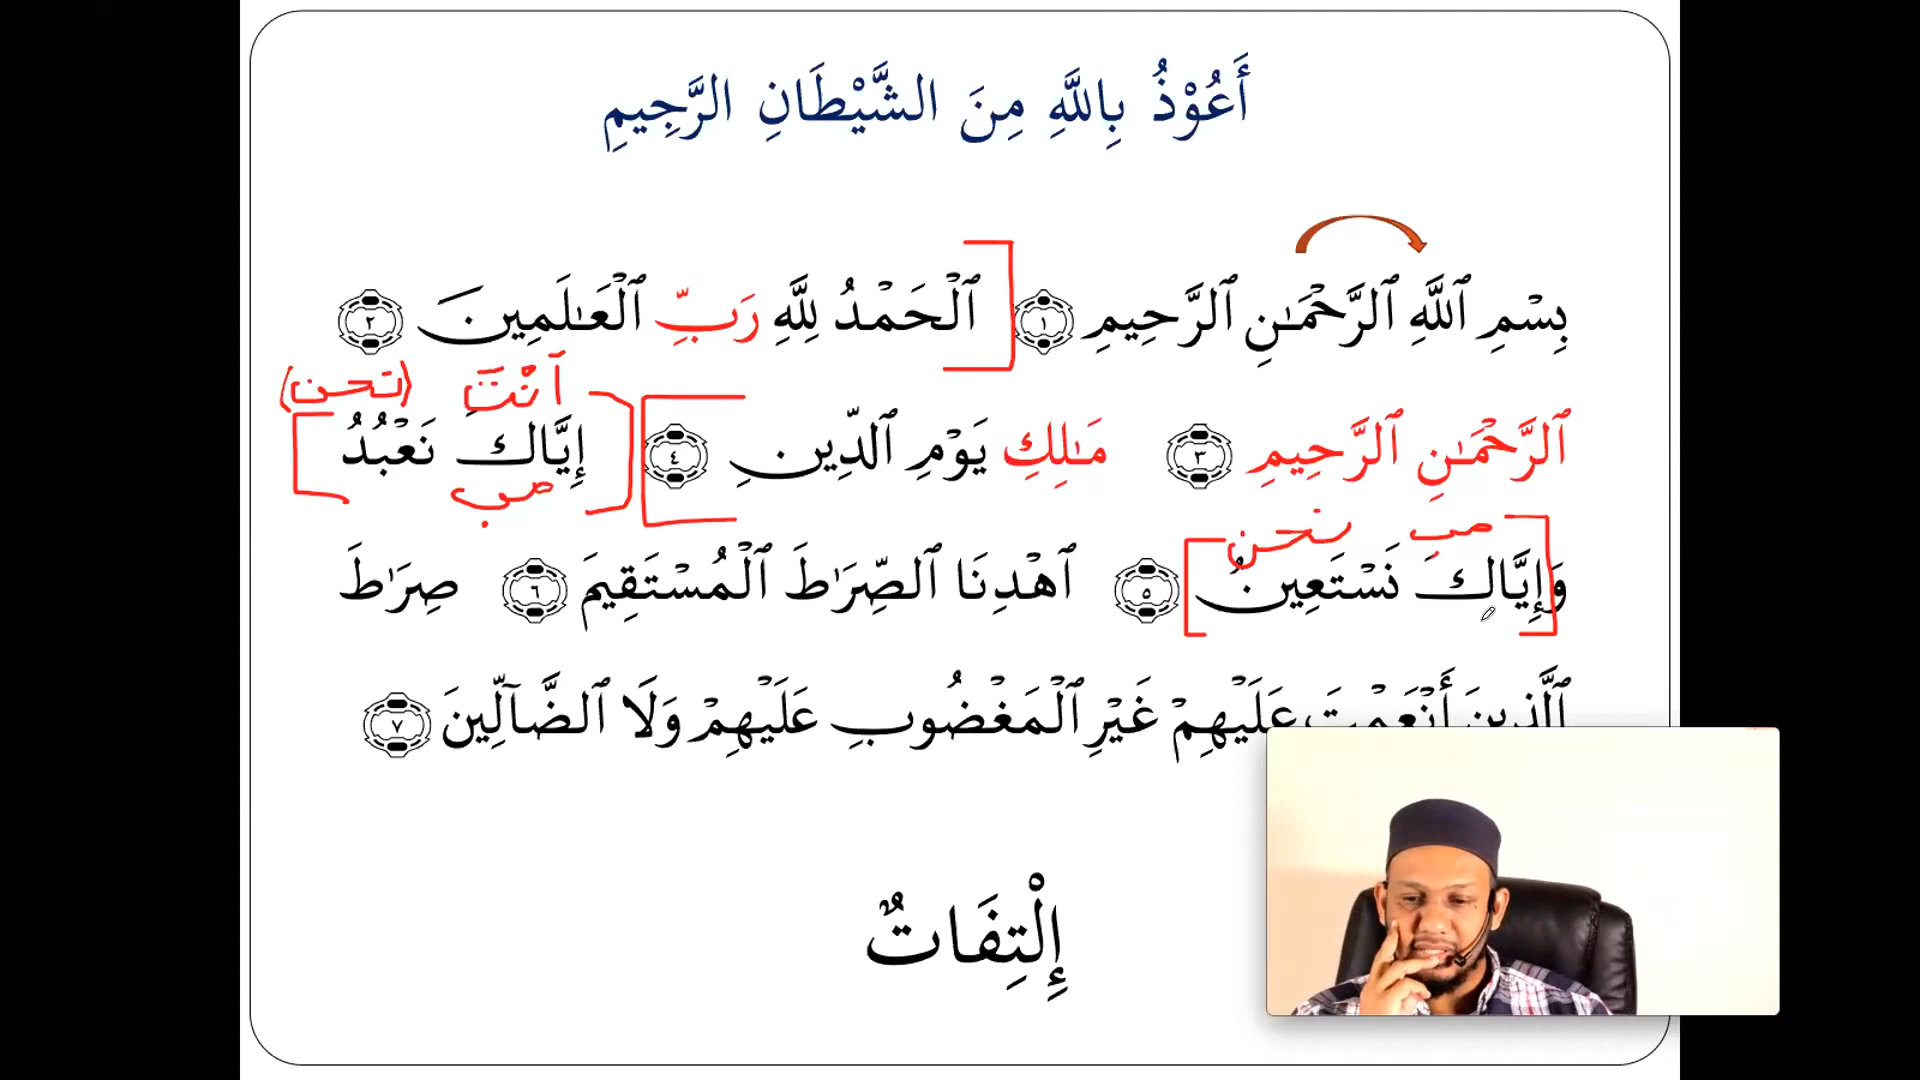 أَعُوْذُ بِاللَّهِ مِنَ الشَّيْطَانِ الرَّجِيمِ
بِسْمِ ٱللَّهِ ٱلرَّحْمَـٰنِ ٱلرَّحِيمِ ١ ٱلْحَمْدُ لِلَّهِ رَبِّ ٱلْعَـٰلَمِينَ ٢
أنت (نحن)
ٱلرَّحْمَـٰنِ ٱلرَّحِيمِ ٣ مَـٰلِكِ يَوْمِ ٱلدِّينِ ٤ إِيَّاكَ نَعْبُدُ
نحن
وَإِيَّاكَ نَسْتَعِينُ ٥ ٱهْدِنَا ٱلصِّرَٰطَ ٱلْمُسْتَقِيمَ ٦ صِرَٰطَ
ٱلَّذِينَ أَنْعَمْتَ عَلَيْهِمْ غَيْرِ ٱلْمَغْضُوبِ عَلَيْهِمْ وَلَا ٱلضَّآلِّينَ ٧
إِلْتِفَاتٌ